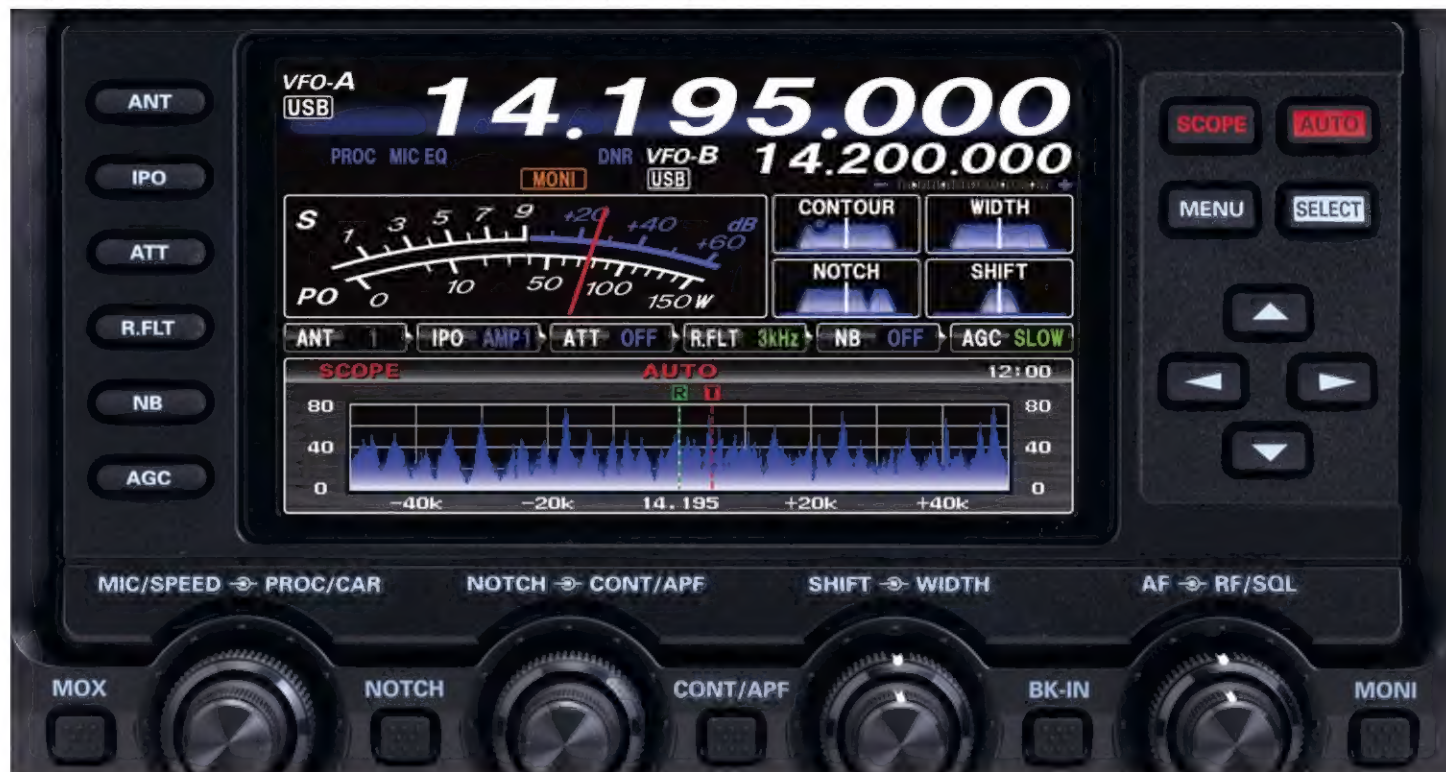 ANT
IPO
ATT
R.FLT
NB
AGC
VFO-A
USB
14.195.000
PROC MIC EQ DNR VFO-B 14.200.000
MONI USB
S 1 3 5 7 9 +20 +40 +60 dB
PO 0 10 50 100 150 W
CONTOUR WIDTH
NOTCH SHIFT
ANT 1 IPO AMP1 ATT OFF R.FLT 3kHz NB OFF AGC SLOW
SCOPE AUTO 12:00
R T
80 80
40 40
0 0
-40k -20k 14.195 +20k +40k
SCOPE AUTO
MENU SELECT
MIC/SPEED PROC/CAR NOTCH CONT/APF SHIFT WIDTH AF RF/SQL
MOX NOTCH CONT/APF BK-IN MONI